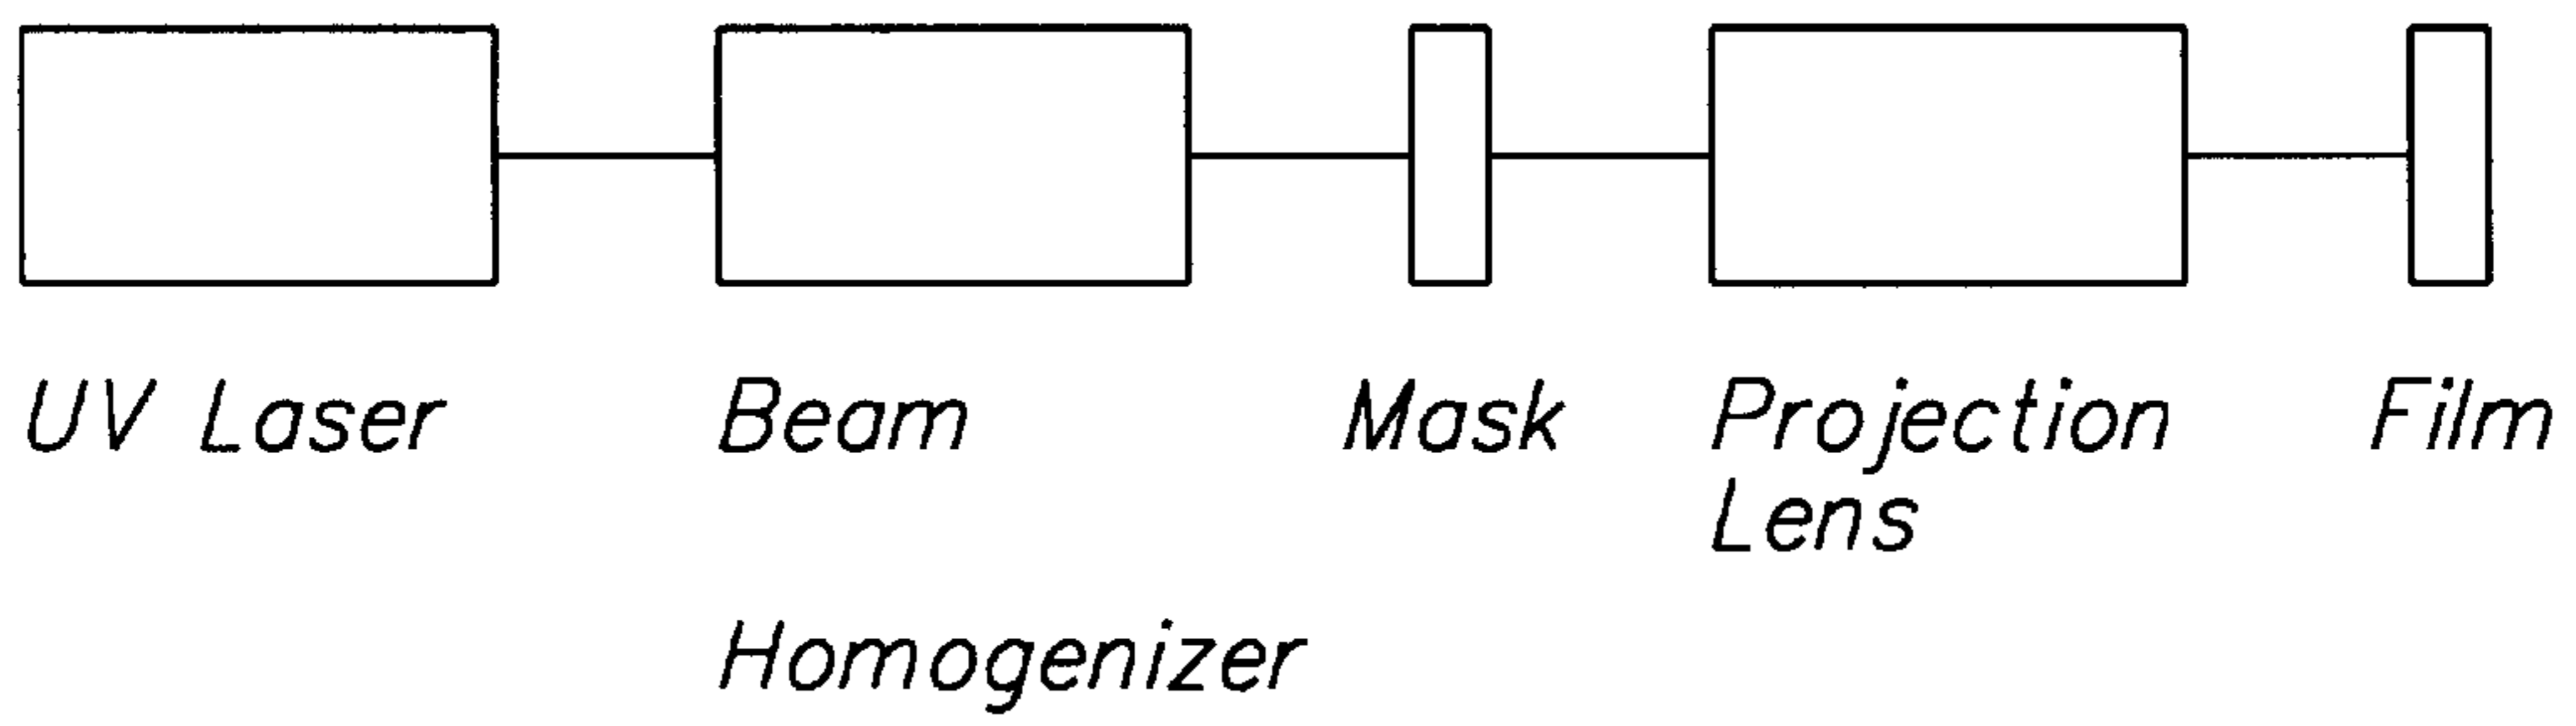 UV Laser
Beam
Homogenizer
Mask
Projection
Lens
Film